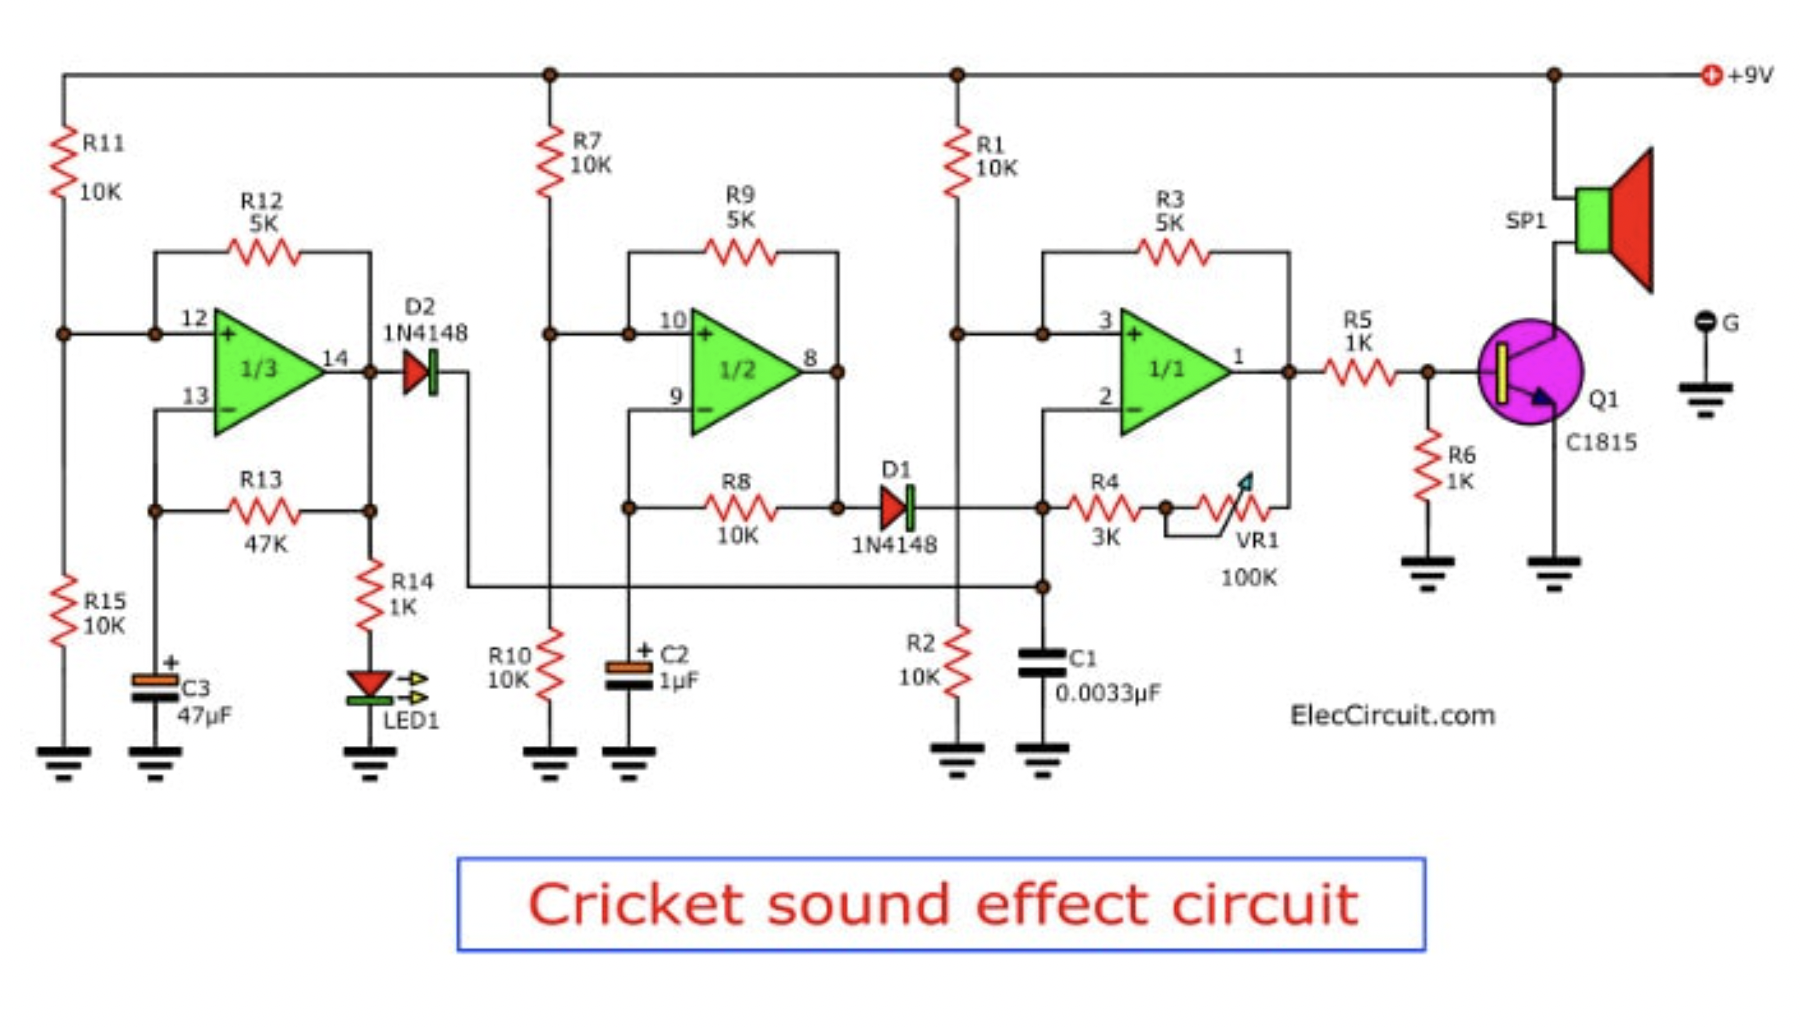 +9V
R11
10K
R7
10K
R1
10K
R12
5K
R9
5K
R3
5K
SP1
D2
1N4148
12
+
1/3
14
13
−
10
+
1/2
8
9
−
3
+
1/1
1
2
−
R5
1K
G
Q1
C1815
R13
47K
R8
10K
D1
1N4148
R4
3K
VR1
100K
R6
1K
R15
10K
R14
1K
+
C3
47µF
LED1
R10
10K
+
C2
1µF
R2
10K
C1
0.0033µF
ElecCircuit.com
Cricket sound effect circuit